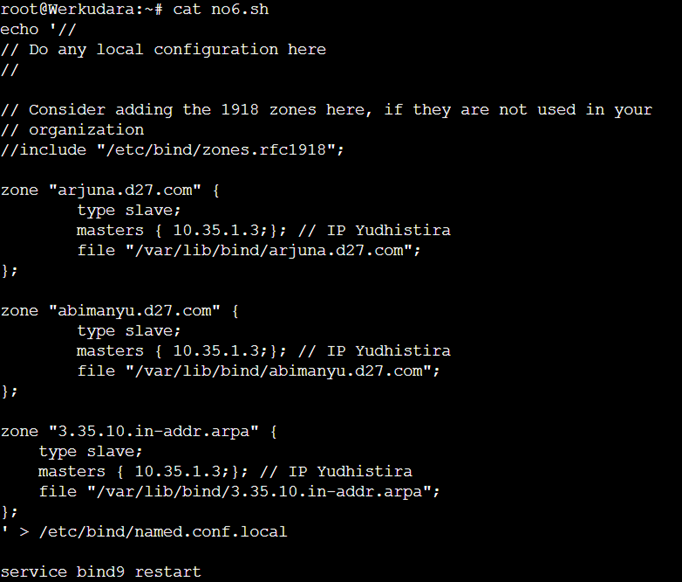 root@Werkudara:~# cat no6.sh
echo '//
// Do any local configuration here
//

// Consider adding the 1918 zones here, if they are not used in your
// organization
//include "/etc/bind/zones.rfc1918";

zone "arjuna.d27.com" {
        type slave;
        masters { 10.35.1.3;}; // IP Yudhistira
        file "/var/lib/bind/arjuna.d27.com";
};

zone "abimanyu.d27.com" {
        type slave;
        masters { 10.35.1.3;}; // IP Yudhistira
        file "/var/lib/bind/abimanyu.d27.com";
};

zone "3.35.10.in-addr.arpa" {
    type slave;
    masters { 10.35.1.3;}; // IP Yudhistira
    file "/var/lib/bind/3.35.10.in-addr.arpa";
};
' > /etc/bind/named.conf.local

service bind9 restart